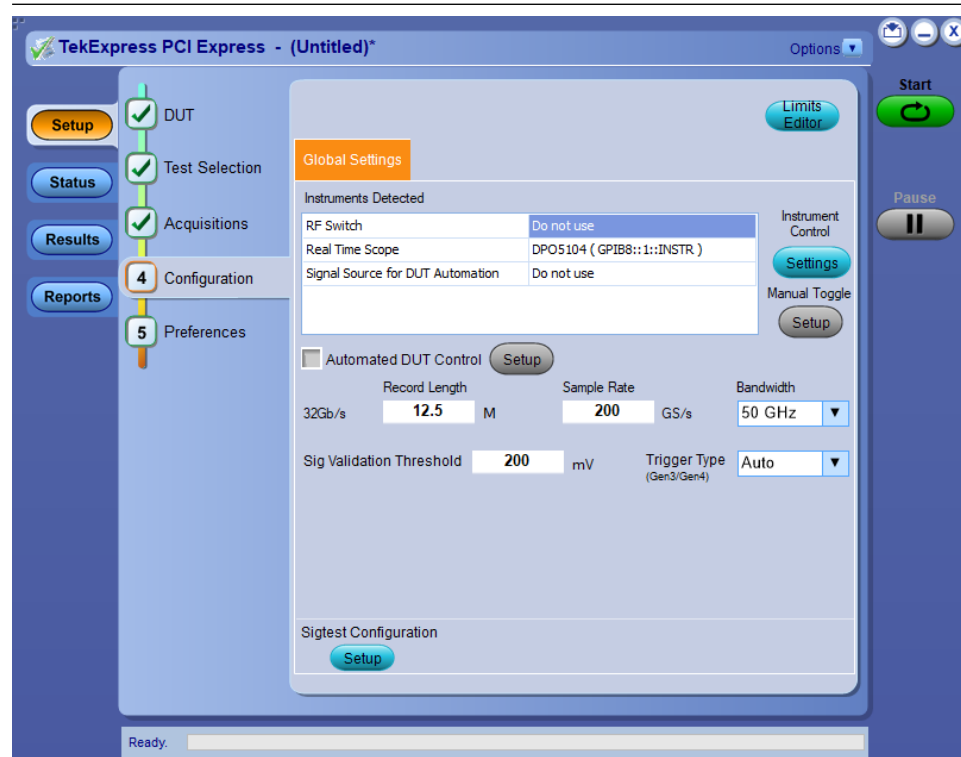 TekExpress PCI Express - (Untitled)*
Options
Start
Pause
Setup
Status
Results
Reports
DUT
Test Selection
Acquisitions
4 Configuration
5 Preferences
Limits
Editor
Global Settings
Instruments Detected
RF Switch Do not use
Real Time Scope DPO5104 ( GPIB8::1::INSTR )
Signal Source for DUT Automation Do not use
Instrument
Control
Settings
Manual Toggle
Setup
Automated DUT Control Setup
Record Length Sample Rate Bandwidth
32Gb/s 12.5 M 200 GS/s 50 GHz
Sig Validation Threshold 200 mV Trigger Type Auto
(Gen3/Gen4)
Sigtest Configuration
Setup
Ready.